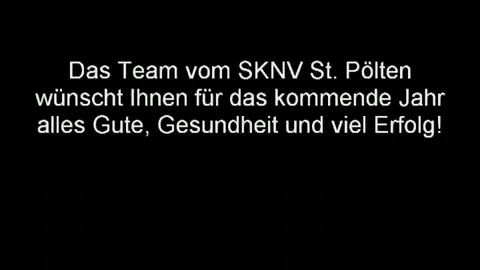 Das Team vom SKNV St. Pölten
wünscht Ihnen für das kommende Jahr
alles Gute, Gesundheit und viel Erfolg!